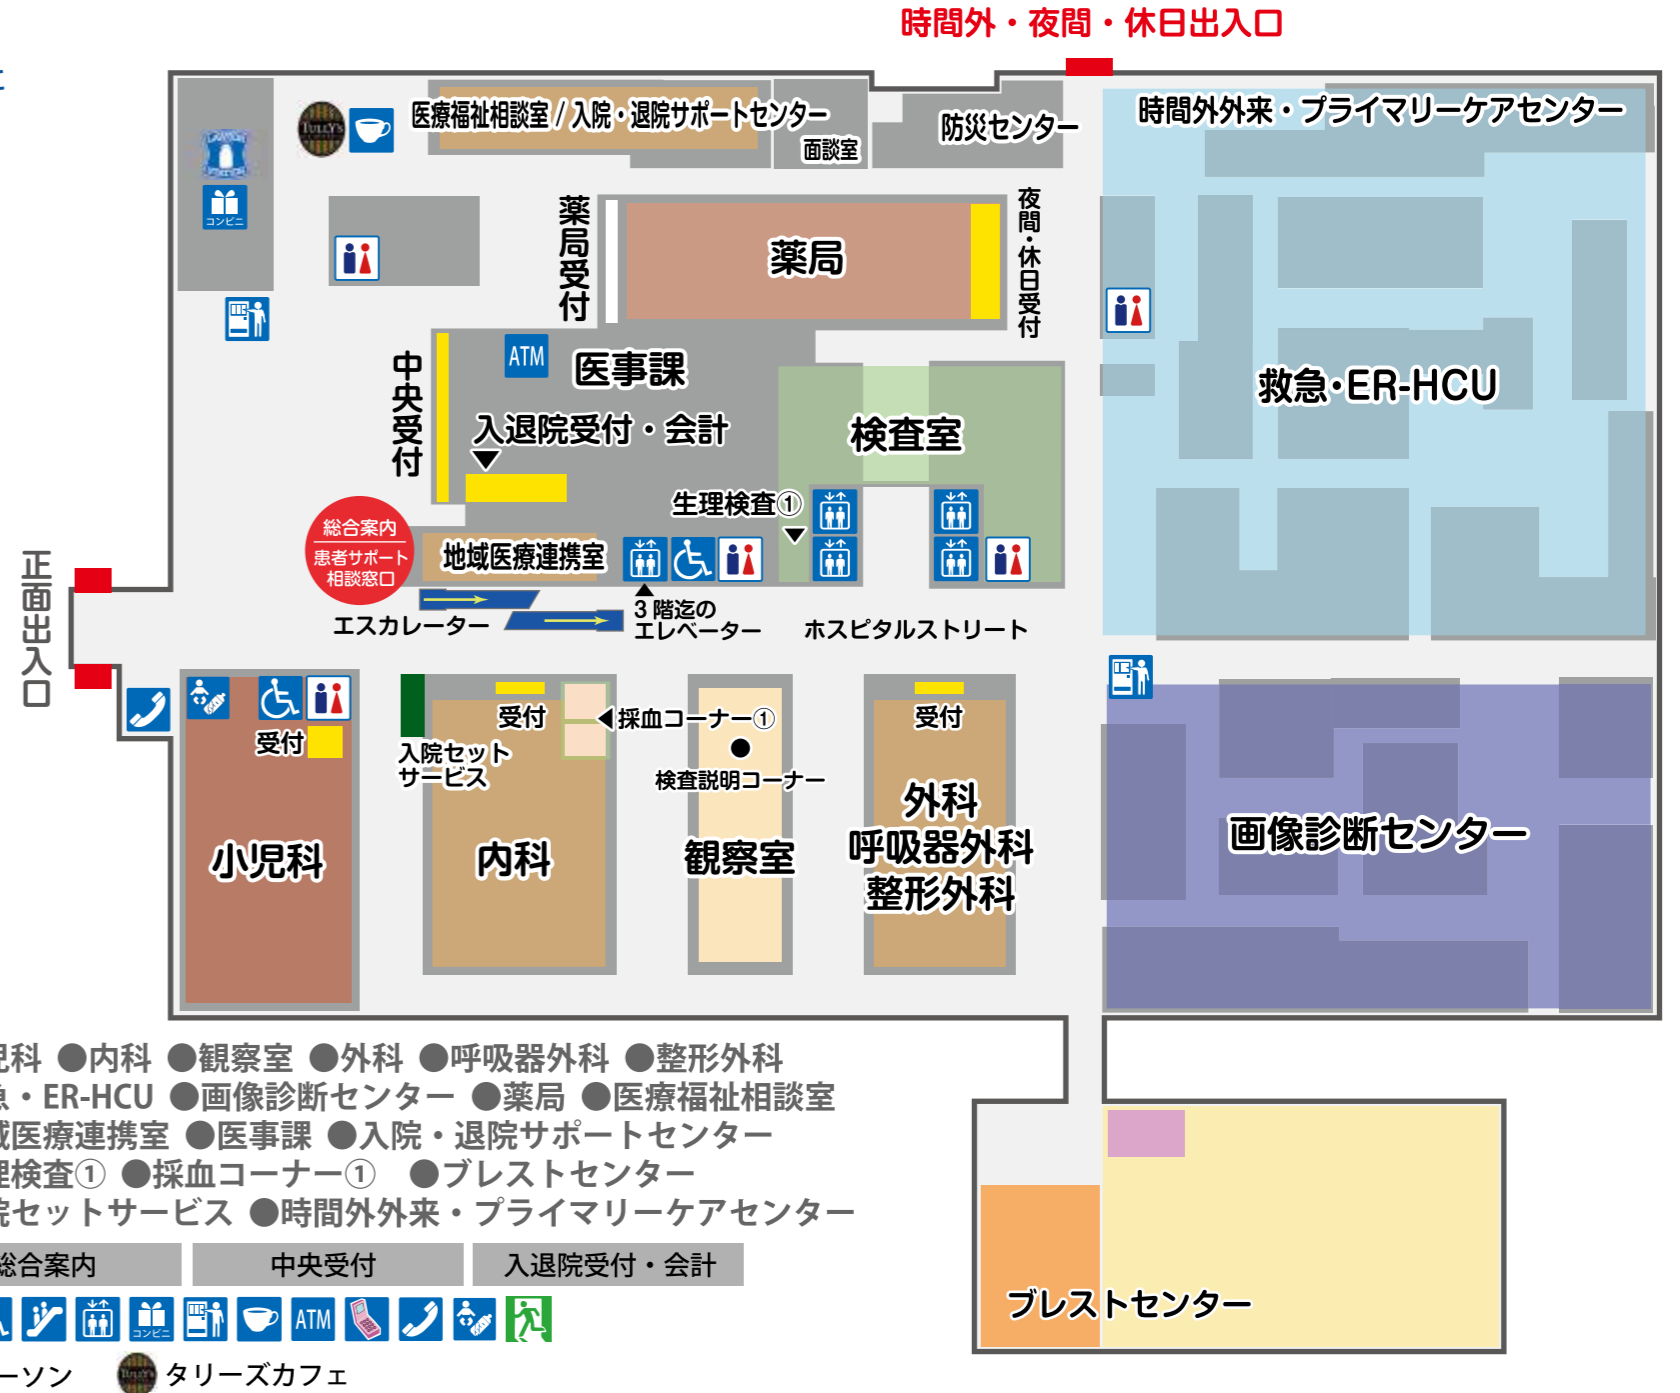 時間外・夜間・休日出入口
TULLY'S
医療福祉相談室 / 入院・退院サポートセンター
面談室
防災センター
時間外外来・プライマリーケアセンター
コンビニ
薬局受付
薬局
夜間・休日受付
中央受付
ATM
医事課
入退院受付・会計
検査室
救急・ER-HCU
生理検査①
総合案内
患者サポート
相談窓口
地域医療連携室
正面出入口
エスカレーター
3 階迄の
エレベーター
ホスピタルストリート
受付
小児科
入院セット
サービス
受付
採血コーナー①
内科
検査説明コーナー
観察室
受付
外科
呼吸器外科
整形外科
画像診断センター
児科 ●内科 ●観察室 ●外科 ●呼吸器外科 ●整形外科
急・ER-HCU ●画像診断センター ●薬局 ●医療福祉相談室
域医療連携室 ●医事課 ●入院・退院サポートセンター
理検査① ●採血コーナー① ●ブレストセンター
院セットサービス ●時間外外来・プライマリーケアセンター
総合案内
中央受付
入退院受付・会計
コンビニ
ATM
ブレストセンター
ーソン
TULLY'S
タリーズカフェ